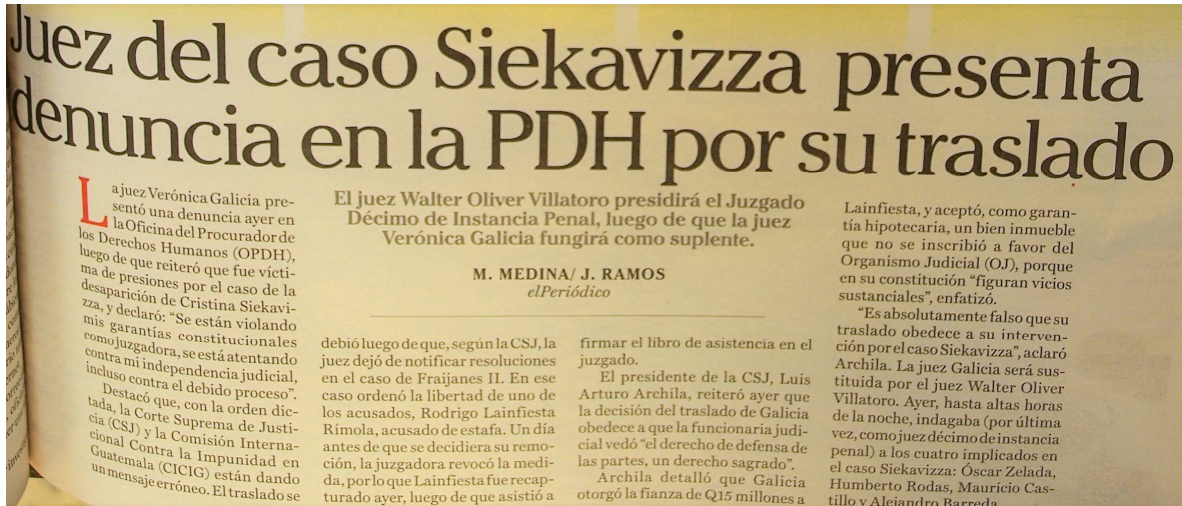 Juez del caso Siekavizza presenta
denuncia en la PDH por su traslado
El juez Walter Oliver Villatoro presidirá el Juzgado
Décimo de Instancia Penal, luego de que la juez
Verónica Galicia fungirá como suplente.
M. MEDINA/ J. RAMOS
elPeriódico
La juez Verónica Galicia pre-
sentó una denuncia ayer en
la Oficina del Procurador de
los Derechos Humanos (OPDH),
luego de que reiteró que fue vícti-
ma de presiones por el caso de la
desaparición de Cristina Siekavi-
zza, y declaró: “Se están violando
mis garantías constitucionales
como juzgadora, se está atentando
contra mi independencia judicial,
incluso contra el debido proceso”.
Destacó que, con la orden dic-
tada, la Corte Suprema de Justi-
cia (CSJ) y la Comisión Interna-
cional Contra la Impunidad en
Guatemala (CICIG) están dando
un mensaje erróneo. El traslado se
debió luego de que, según la CSJ, la
juez dejó de notificar resoluciones
en el caso de Fraijanes II. En ese
caso ordenó la libertad de uno de
los acusados, Rodrigo Lainfiesta
Rímola, acusado de estafa. Un día
antes de que se decidiera su remo-
ción, la juzgadora revocó la medi-
da, por lo que Lainfiesta fue recap-
turado ayer, luego de que asistió a
firmar el libro de asistencia en el
juzgado.
El presidente de la CSJ, Luis
Arturo Archila, reiteró ayer que
la decisión del traslado de Galicia
obedece a que la funcionaria judi-
cial vedó “el derecho de defensa de
las partes, un derecho sagrado”.
Archila detalló que Galicia
otorgó la fianza de Q15 millones a
Lainfiesta, y aceptó, como garan-
tía hipotecaria, un bien inmueble
que no se inscribió a favor del
Organismo Judicial (OJ), porque
en su constitución “figuran vicios
sustanciales”, enfatizó.
“Es absolutamente falso que su
traslado obedece a su interven-
ción por el caso Siekavizza”, aclaró
Archila. La juez Galicia será sus-
tituida por el juez Walter Oliver
Villatoro. Ayer, hasta altas horas
de la noche, indagaba (por última
vez, como juez décimo de instancia
penal) a los cuatro implicados en
el caso Siekavizza: Óscar Zelada,
Humberto Rodas, Mauricio Cas-
tillo y Alejandro Barreda